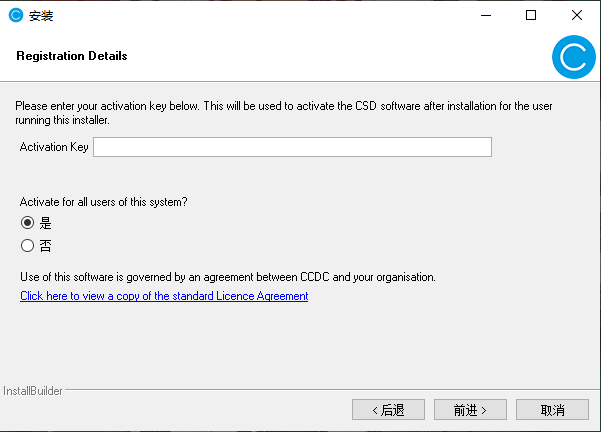 安装
Registration Details
Please enter your activation key below. This will be used to activate the CSD software after installation for the user
running this installer.
Activation Key
Activate for all users of this system?
是
否
Use of this software is governed by an agreement between CCDC and your organisation.
Click here to view a copy of the standard Licence Agreement
InstallBuilder
< 后退
前进 >
取消